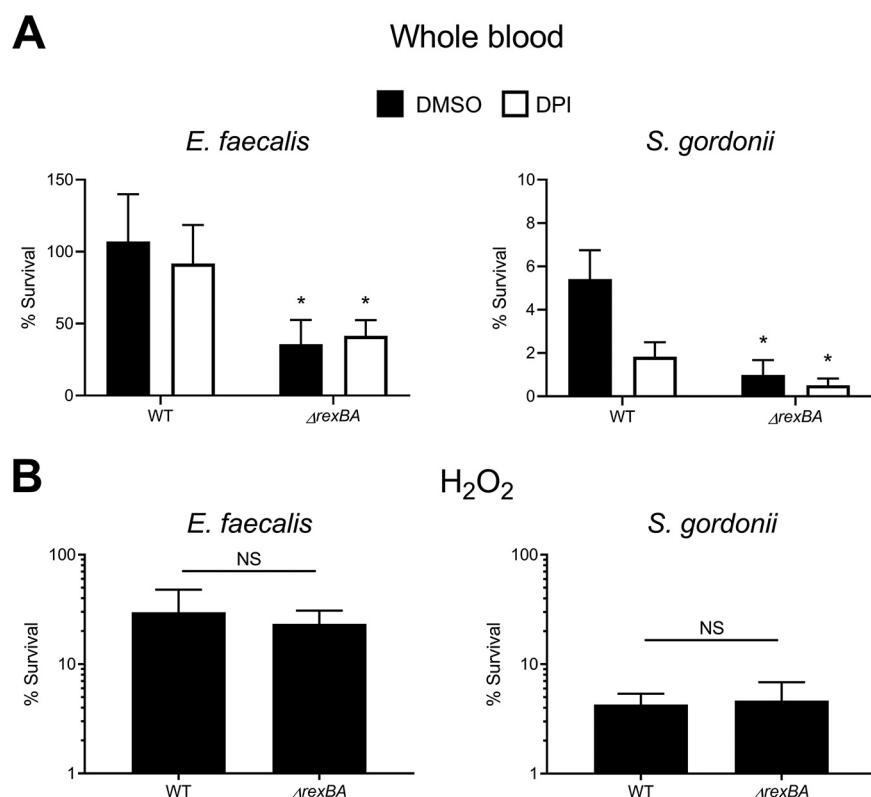 A
Whole blood
DMSO DPI
E. faecalis
% Survival
150
100
50
0
* *
WT ΔrexBA
S. gordonii
% Survival
10
8
6
4
2
0
* *
WT ΔrexBA
B
H₂O₂
E. faecalis
% Survival
100
10
1
NS
WT ΔrexBA
S. gordonii
% Survival
100
10
1
NS
WT ΔrexBA